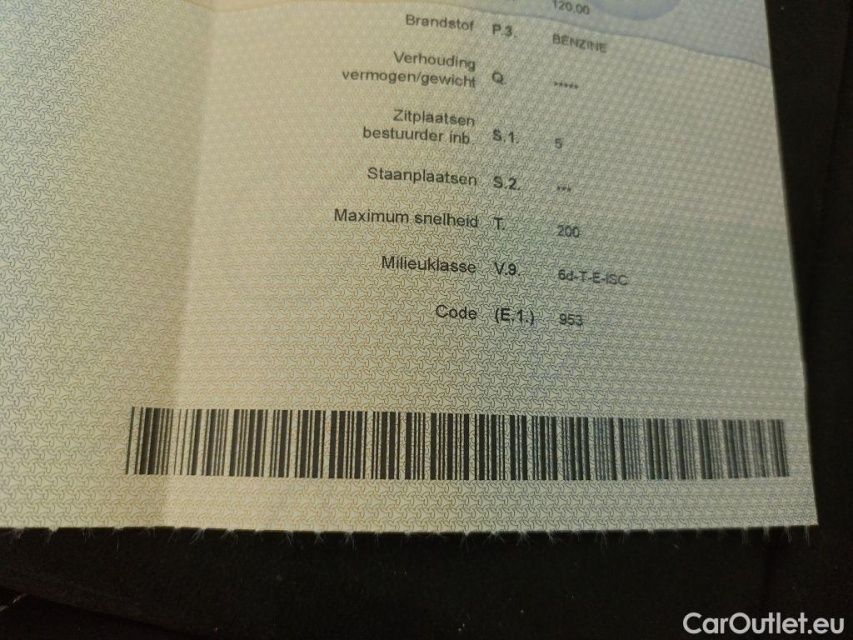 120.00
Brandstof P.3. BENZINE
Verhouding
vermogen/gewicht Q. *****
Zitplaatsen
bestuurder inb. S.1. 5
Staanplaatsen S.2. ***
Maximum snelheid T. 200
Milieuklasse V.9. 6d-T-E-ISC
Code (E.1.) 953
CarOutlet.eu